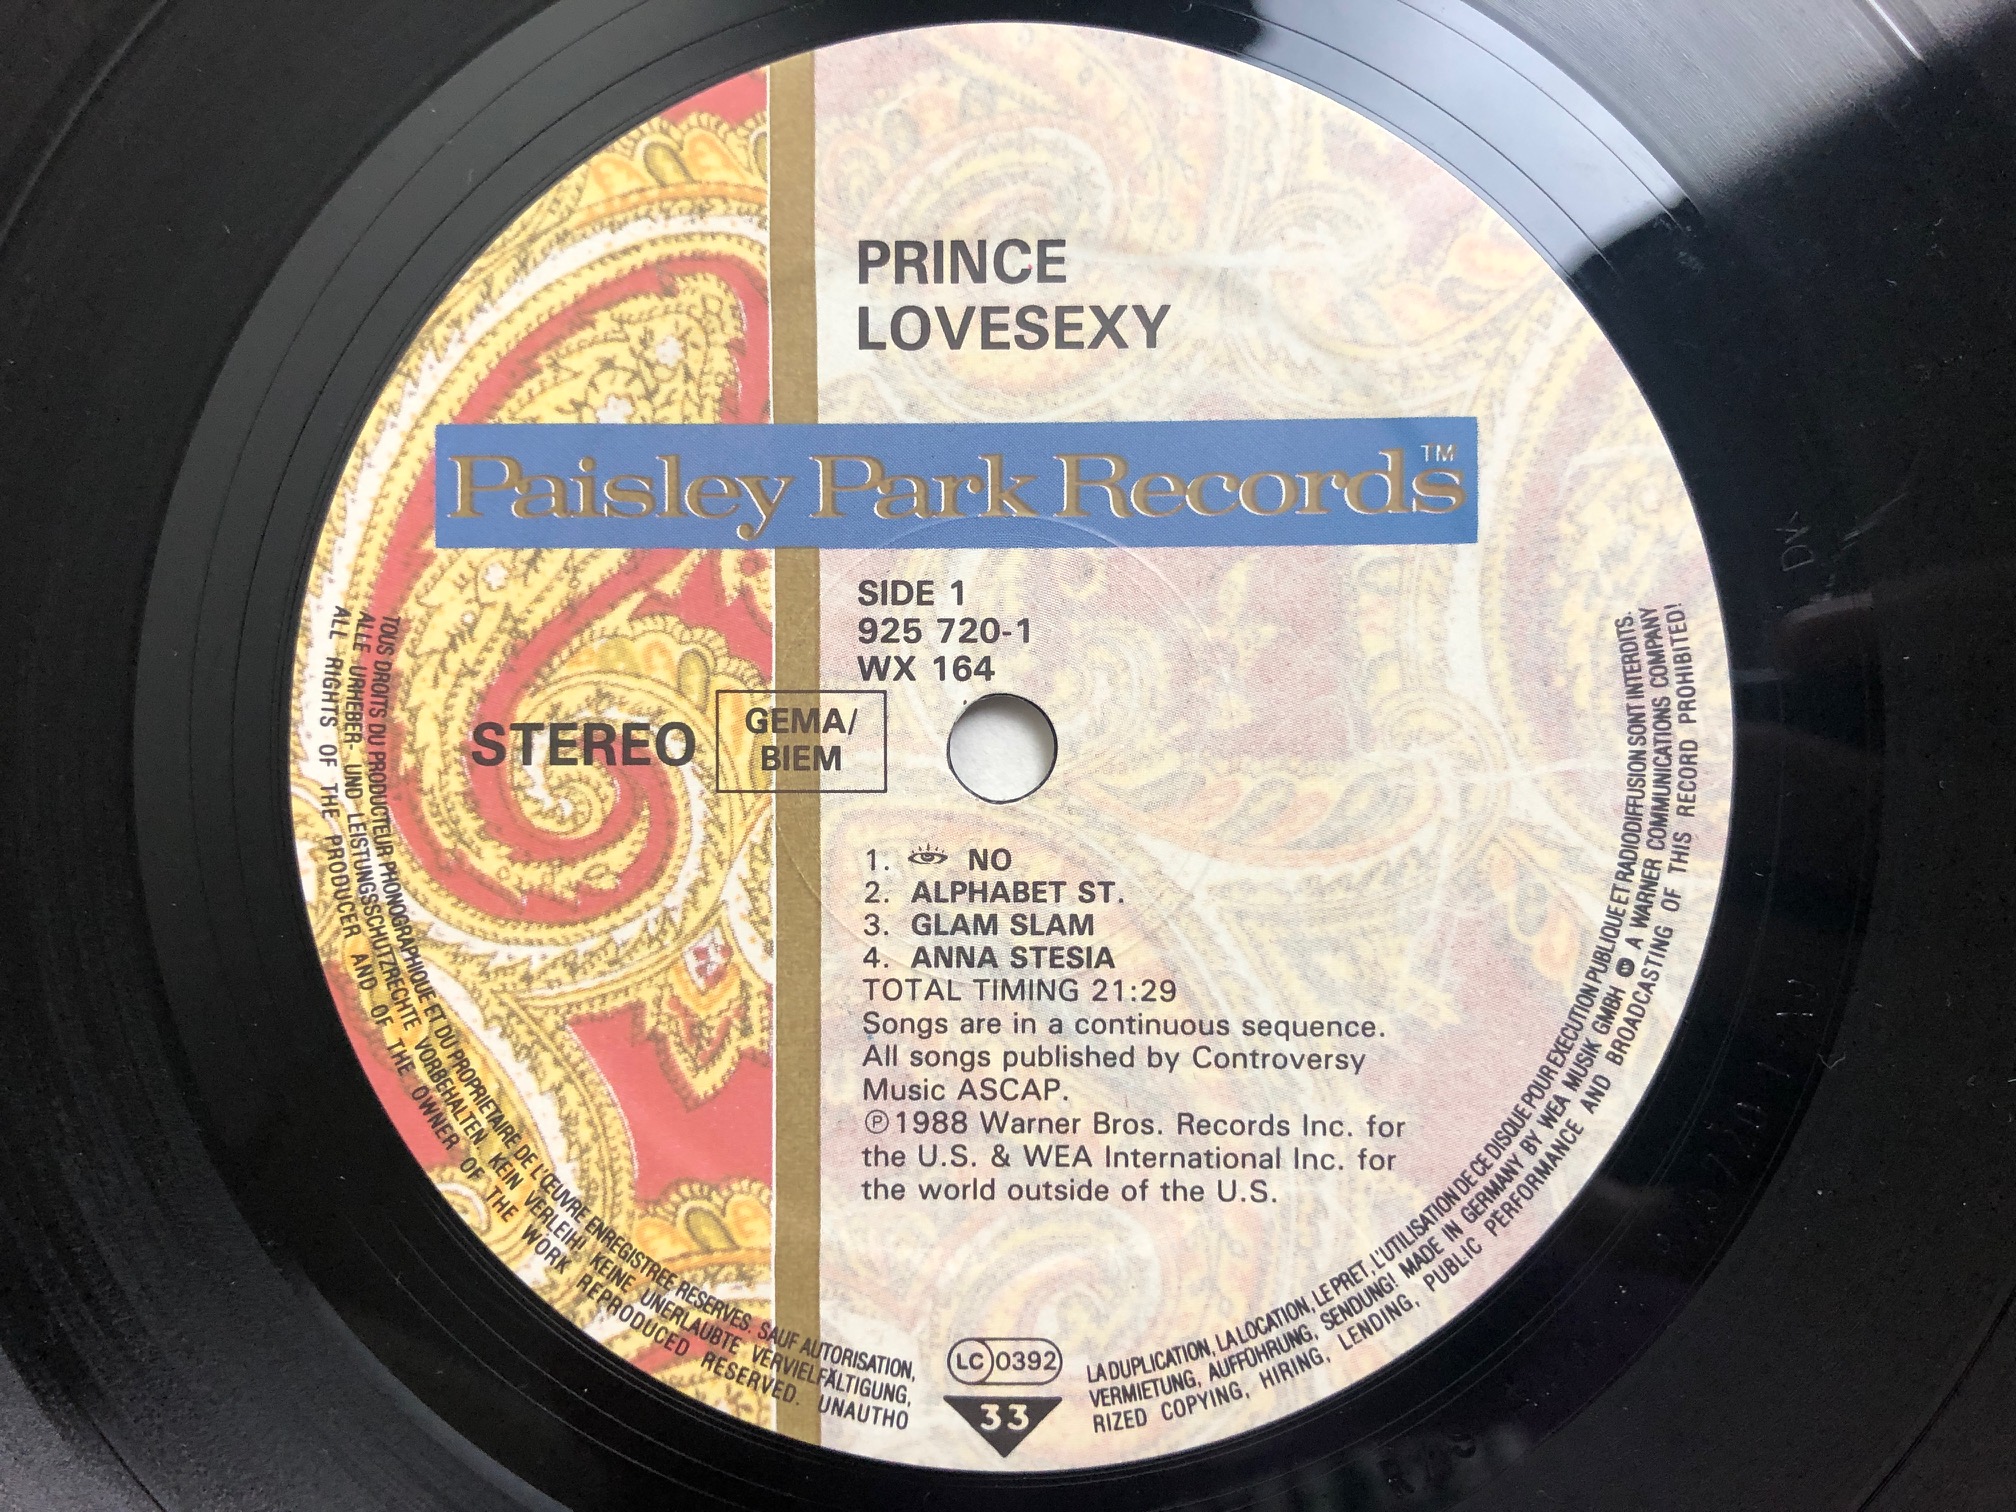 PRINCE
LOVESEXY
Paisley Park Records™
SIDE 1
925 720-1
WX 164
STEREO
GEMA/
BIEM
1. 👁 NO
2. ALPHABET ST.
3. GLAM SLAM
4. ANNA STESIA
TOTAL TIMING 21:29
Songs are in a continuous sequence.
All songs published by Controversy
Music ASCAP.
℗1988 Warner Bros. Records Inc. for
the U.S. & WEA International Inc. for
the world outside of the U.S.
LC 0392
33
TOUS DROITS DU PRODUCTEUR PHONOGRAPHIQUE ET DU PROPRIETAIRE DE L'ŒUVRE ENREGISTREE RESERVES. SAUF AUTORISATION, LA DUPLICATION, LA LOCATION, LE PRET, L'UTILISATION DE CE DISQUE POUR EXECUTION PUBLIQUE ET RADIODIFFUSION SONT INTERDITS.
ALLE URHEBER- UND LEISTUNGSSCHUTZRECHTE VORBEHALTEN. KEIN VERLEIH! KEINE UNERLAUBTE VERVIELFÄLTIGUNG, VERMIETUNG, AUFFÜHRUNG, SENDUNG! MADE IN GERMANY BY WEA MUSIK GMBH A WARNER COMMUNICATIONS COMPANY
ALL RIGHTS OF THE PRODUCER AND OF THE OWNER OF THE WORK REPRODUCED RESERVED. UNAUTHORIZED COPYING, HIRING, LENDING, PUBLIC PERFORMANCE AND BROADCASTING OF THIS RECORD PROHIBITED!